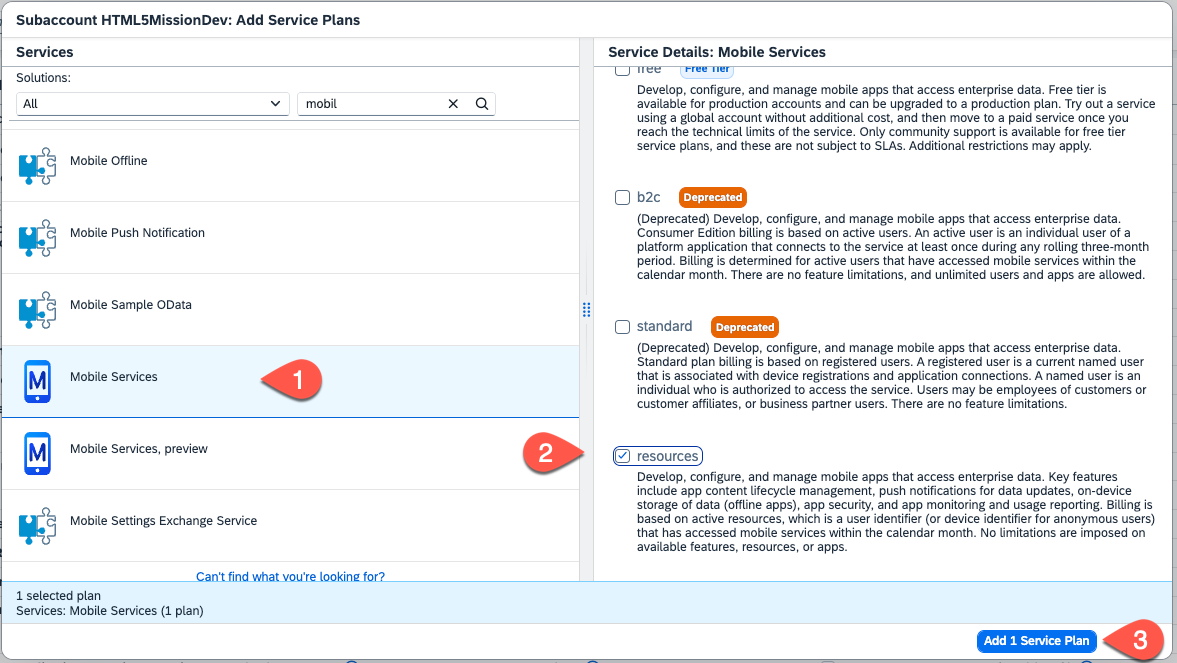 Subaccount HTML5MissionDev: Add Service Plans
Services
Solutions:
All
mobil
Mobile Offline
Mobile Push Notification
Mobile Sample OData
Mobile Services
1
Mobile Services, preview
Mobile Settings Exchange Service
Can't find what you're looking for?
Service Details: Mobile Services
free Free Tier
Develop, configure, and manage mobile apps that access enterprise data. Free tier is
available for production accounts and can be upgraded to a production plan. Try out a service
using a global account without additional cost, and then move to a paid service once you
reach the technical limits of the service. Only community support is available for free tier
service plans, and these are not subject to SLAs. Additional restrictions may apply.
b2c Deprecated
(Deprecated) Develop, configure, and manage mobile apps that access enterprise data.
Consumer Edition billing is based on active users. An active user is an individual user of a
platform application that connects to the service at least once during any rolling three-month
period. Billing is determined for active users that have accessed mobile services within the
calendar month. There are no feature limitations, and unlimited users and apps are allowed.
standard Deprecated
(Deprecated) Develop, configure, and manage mobile apps that access enterprise data.
Standard plan billing is based on registered users. A registered user is a current named user
that is associated with device registrations and application connections. A named user is an
individual who is authorized to access the service. Users may be employees of customers or
customer affiliates, or business partner users. There are no feature limitations.
2
resources
Develop, configure, and manage mobile apps that access enterprise data. Key features
include app content lifecycle management, push notifications for data updates, on-device
storage of data (offline apps), app security, and app monitoring and usage reporting. Billing is
based on active resources, which is a user identifier (or device identifier for anonymous users)
that has accessed mobile services within the calendar month. No limitations are imposed on
available features, resources, or apps.
1 selected plan
Services: Mobile Services (1 plan)
Add 1 Service Plan
3